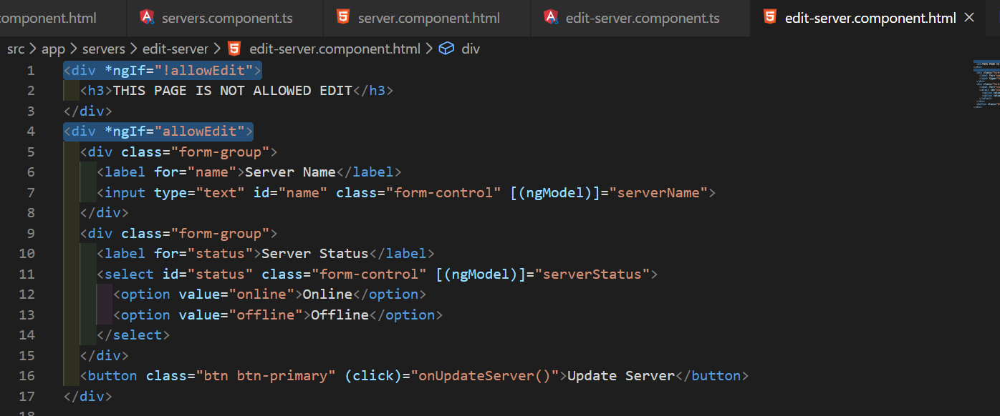 omponent.html servers.component.ts server.component.html edit-server.component.ts edit-server.component.html
src > app > servers > edit-server > edit-server.component.html > div
1 <div *ngIf="!allowEdit">
2 <h3>THIS PAGE IS NOT ALLOWED EDIT</h3>
3 </div>
4 <div *ngIf="allowEdit">
5 <div class="form-group">
6 <label for="name">Server Name</label>
7 <input type="text" id="name" class="form-control" [(ngModel)]="serverName">
8 </div>
9 <div class="form-group">
10 <label for="status">Server Status</label>
11 <select id="status" class="form-control" [(ngModel)]="serverStatus">
12 <option value="online">Online</option>
13 <option value="offline">Offline</option>
14 </select>
15 </div>
16 <button class="btn btn-primary" (click)="onUpdateServer()">Update Server</button>
17 </div>
18